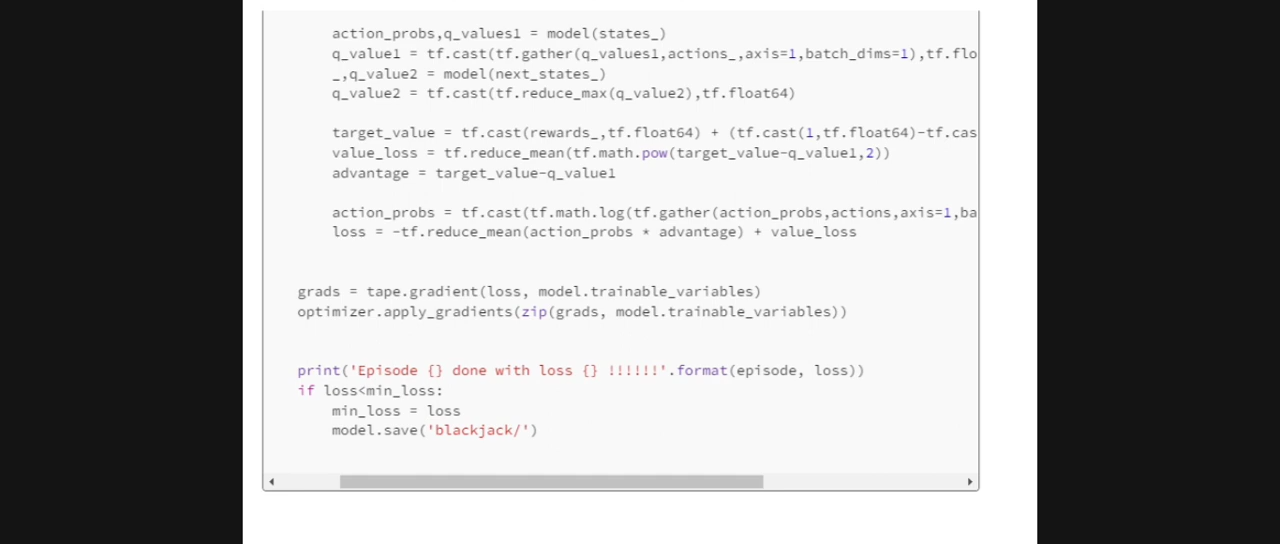 action_probs,q_values1 = model(states_)
q_value1 = tf.cast(tf.gather(q_values1,actions_,axis=1,batch_dims=1),tf.flo
_,q_value2 = model(next_states_)
q_value2 = tf.cast(tf.reduce_max(q_value2),tf.float64)
target_value = tf.cast(rewards_,tf.float64) + (tf.cast(1,tf.float64)-tf.cas
value_loss = tf.reduce_mean(tf.math.pow(target_value-q_value1,2))
advantage = target_value-q_value1
action_probs = tf.cast(tf.math.log(tf.gather(action_probs,actions,axis=1,ba
loss = -tf.reduce_mean(action_probs * advantage) + value_loss
grads = tape.gradient(loss, model.trainable_variables)
optimizer.apply_gradients(zip(grads, model.trainable_variables))
print('Episode {} done with loss {} !!!!!!'.format(episode, loss))
if loss<min_loss:
min_loss = loss
model.save('blackjack/')